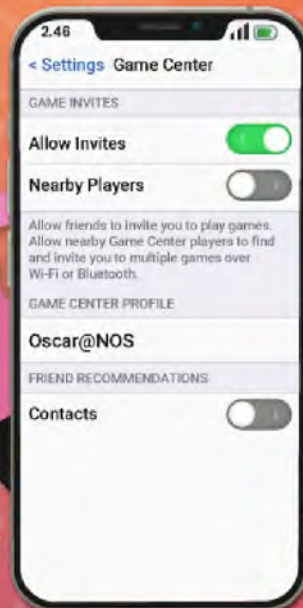 2.46
< Settings Game Center
GAME INVITES
Allow Invites
Nearby Players
Allow friends to invite you to play games.
Allow nearby Game Center players to find
and invite you to multiple games over
Wi-Fi or Bluetooth.
GAME CENTER PROFILE
Oscar@NOS
FRIEND RECOMMENDATIONS
Contacts